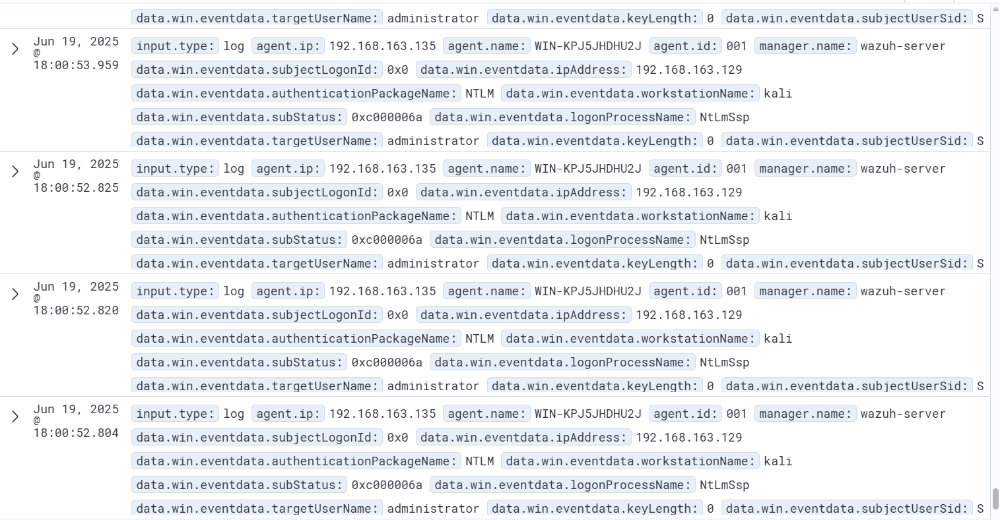 data.win.eventdata.targetUserName: administrator data.win.eventdata.keyLength: 0 data.win.eventdata.subjectUserSid: S
Jun 19, 2025
@
18:00:53.959
input.type: log agent.ip: 192.168.163.135 agent.name: WIN-KPJ5JHDHU2J agent.id: 001 manager.name: wazuh-server
data.win.eventdata.subjectLogonId: 0x0 data.win.eventdata.ipAddress: 192.168.163.129
data.win.eventdata.authenticationPackageName: NTLM data.win.eventdata.workstationName: kali
data.win.eventdata.subStatus: 0xc000006a data.win.eventdata.logonProcessName: NtLmSsp
data.win.eventdata.targetUserName: administrator data.win.eventdata.keyLength: 0 data.win.eventdata.subjectUserSid: S
Jun 19, 2025
@
18:00:52.825
input.type: log agent.ip: 192.168.163.135 agent.name: WIN-KPJ5JHDHU2J agent.id: 001 manager.name: wazuh-server
data.win.eventdata.subjectLogonId: 0x0 data.win.eventdata.ipAddress: 192.168.163.129
data.win.eventdata.authenticationPackageName: NTLM data.win.eventdata.workstationName: kali
data.win.eventdata.subStatus: 0xc000006a data.win.eventdata.logonProcessName: NtLmSsp
data.win.eventdata.targetUserName: administrator data.win.eventdata.keyLength: 0 data.win.eventdata.subjectUserSid: S
Jun 19, 2025
@
18:00:52.820
input.type: log agent.ip: 192.168.163.135 agent.name: WIN-KPJ5JHDHU2J agent.id: 001 manager.name: wazuh-server
data.win.eventdata.subjectLogonId: 0x0 data.win.eventdata.ipAddress: 192.168.163.129
data.win.eventdata.authenticationPackageName: NTLM data.win.eventdata.workstationName: kali
data.win.eventdata.subStatus: 0xc000006a data.win.eventdata.logonProcessName: NtLmSsp
data.win.eventdata.targetUserName: administrator data.win.eventdata.keyLength: 0 data.win.eventdata.subjectUserSid: S
Jun 19, 2025
@
18:00:52.804
input.type: log agent.ip: 192.168.163.135 agent.name: WIN-KPJ5JHDHU2J agent.id: 001 manager.name: wazuh-server
data.win.eventdata.subjectLogonId: 0x0 data.win.eventdata.ipAddress: 192.168.163.129
data.win.eventdata.authenticationPackageName: NTLM data.win.eventdata.workstationName: kali
data.win.eventdata.subStatus: 0xc000006a data.win.eventdata.logonProcessName: NtLmSsp
data.win.eventdata.targetUserName: administrator data.win.eventdata.keyLength: 0 data.win.eventdata.subjectUserSid: S